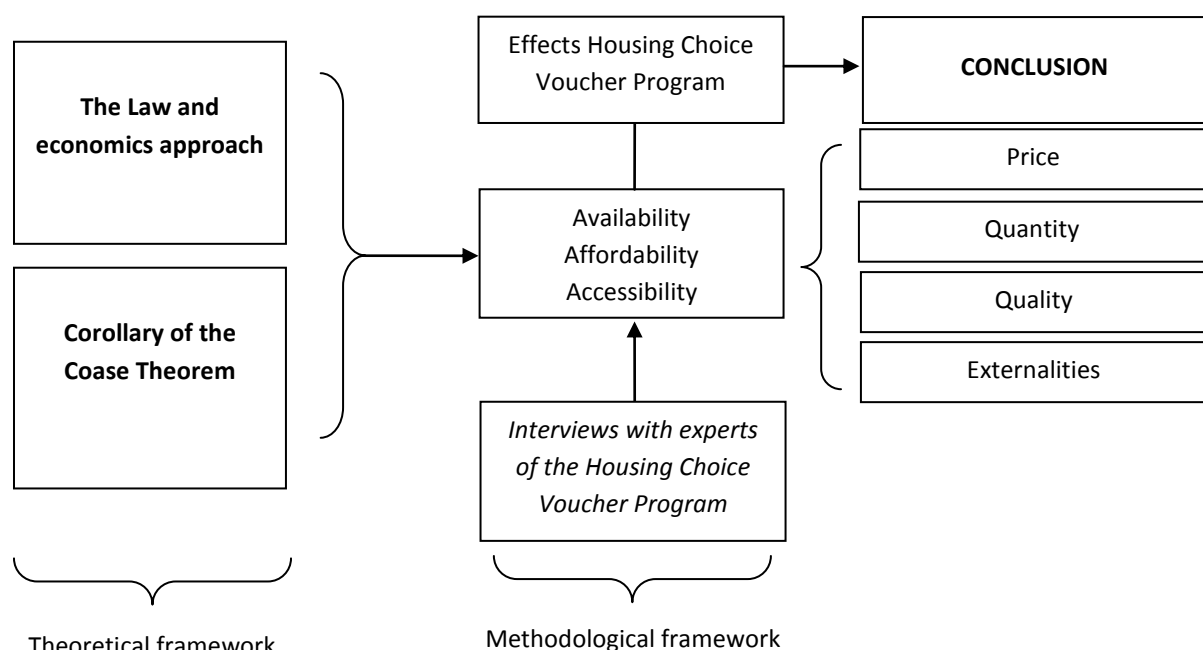 The Law and
economics approach
Corollary of the
Coase Theorem
Theoretical framework
Effects Housing Choice
Voucher Program
Availability
Affordability
Accessibility
Interviews with experts
of the Housing Choice
Voucher Program
Methodological framework
CONCLUSION
Price
Quantity
Quality
Externalities